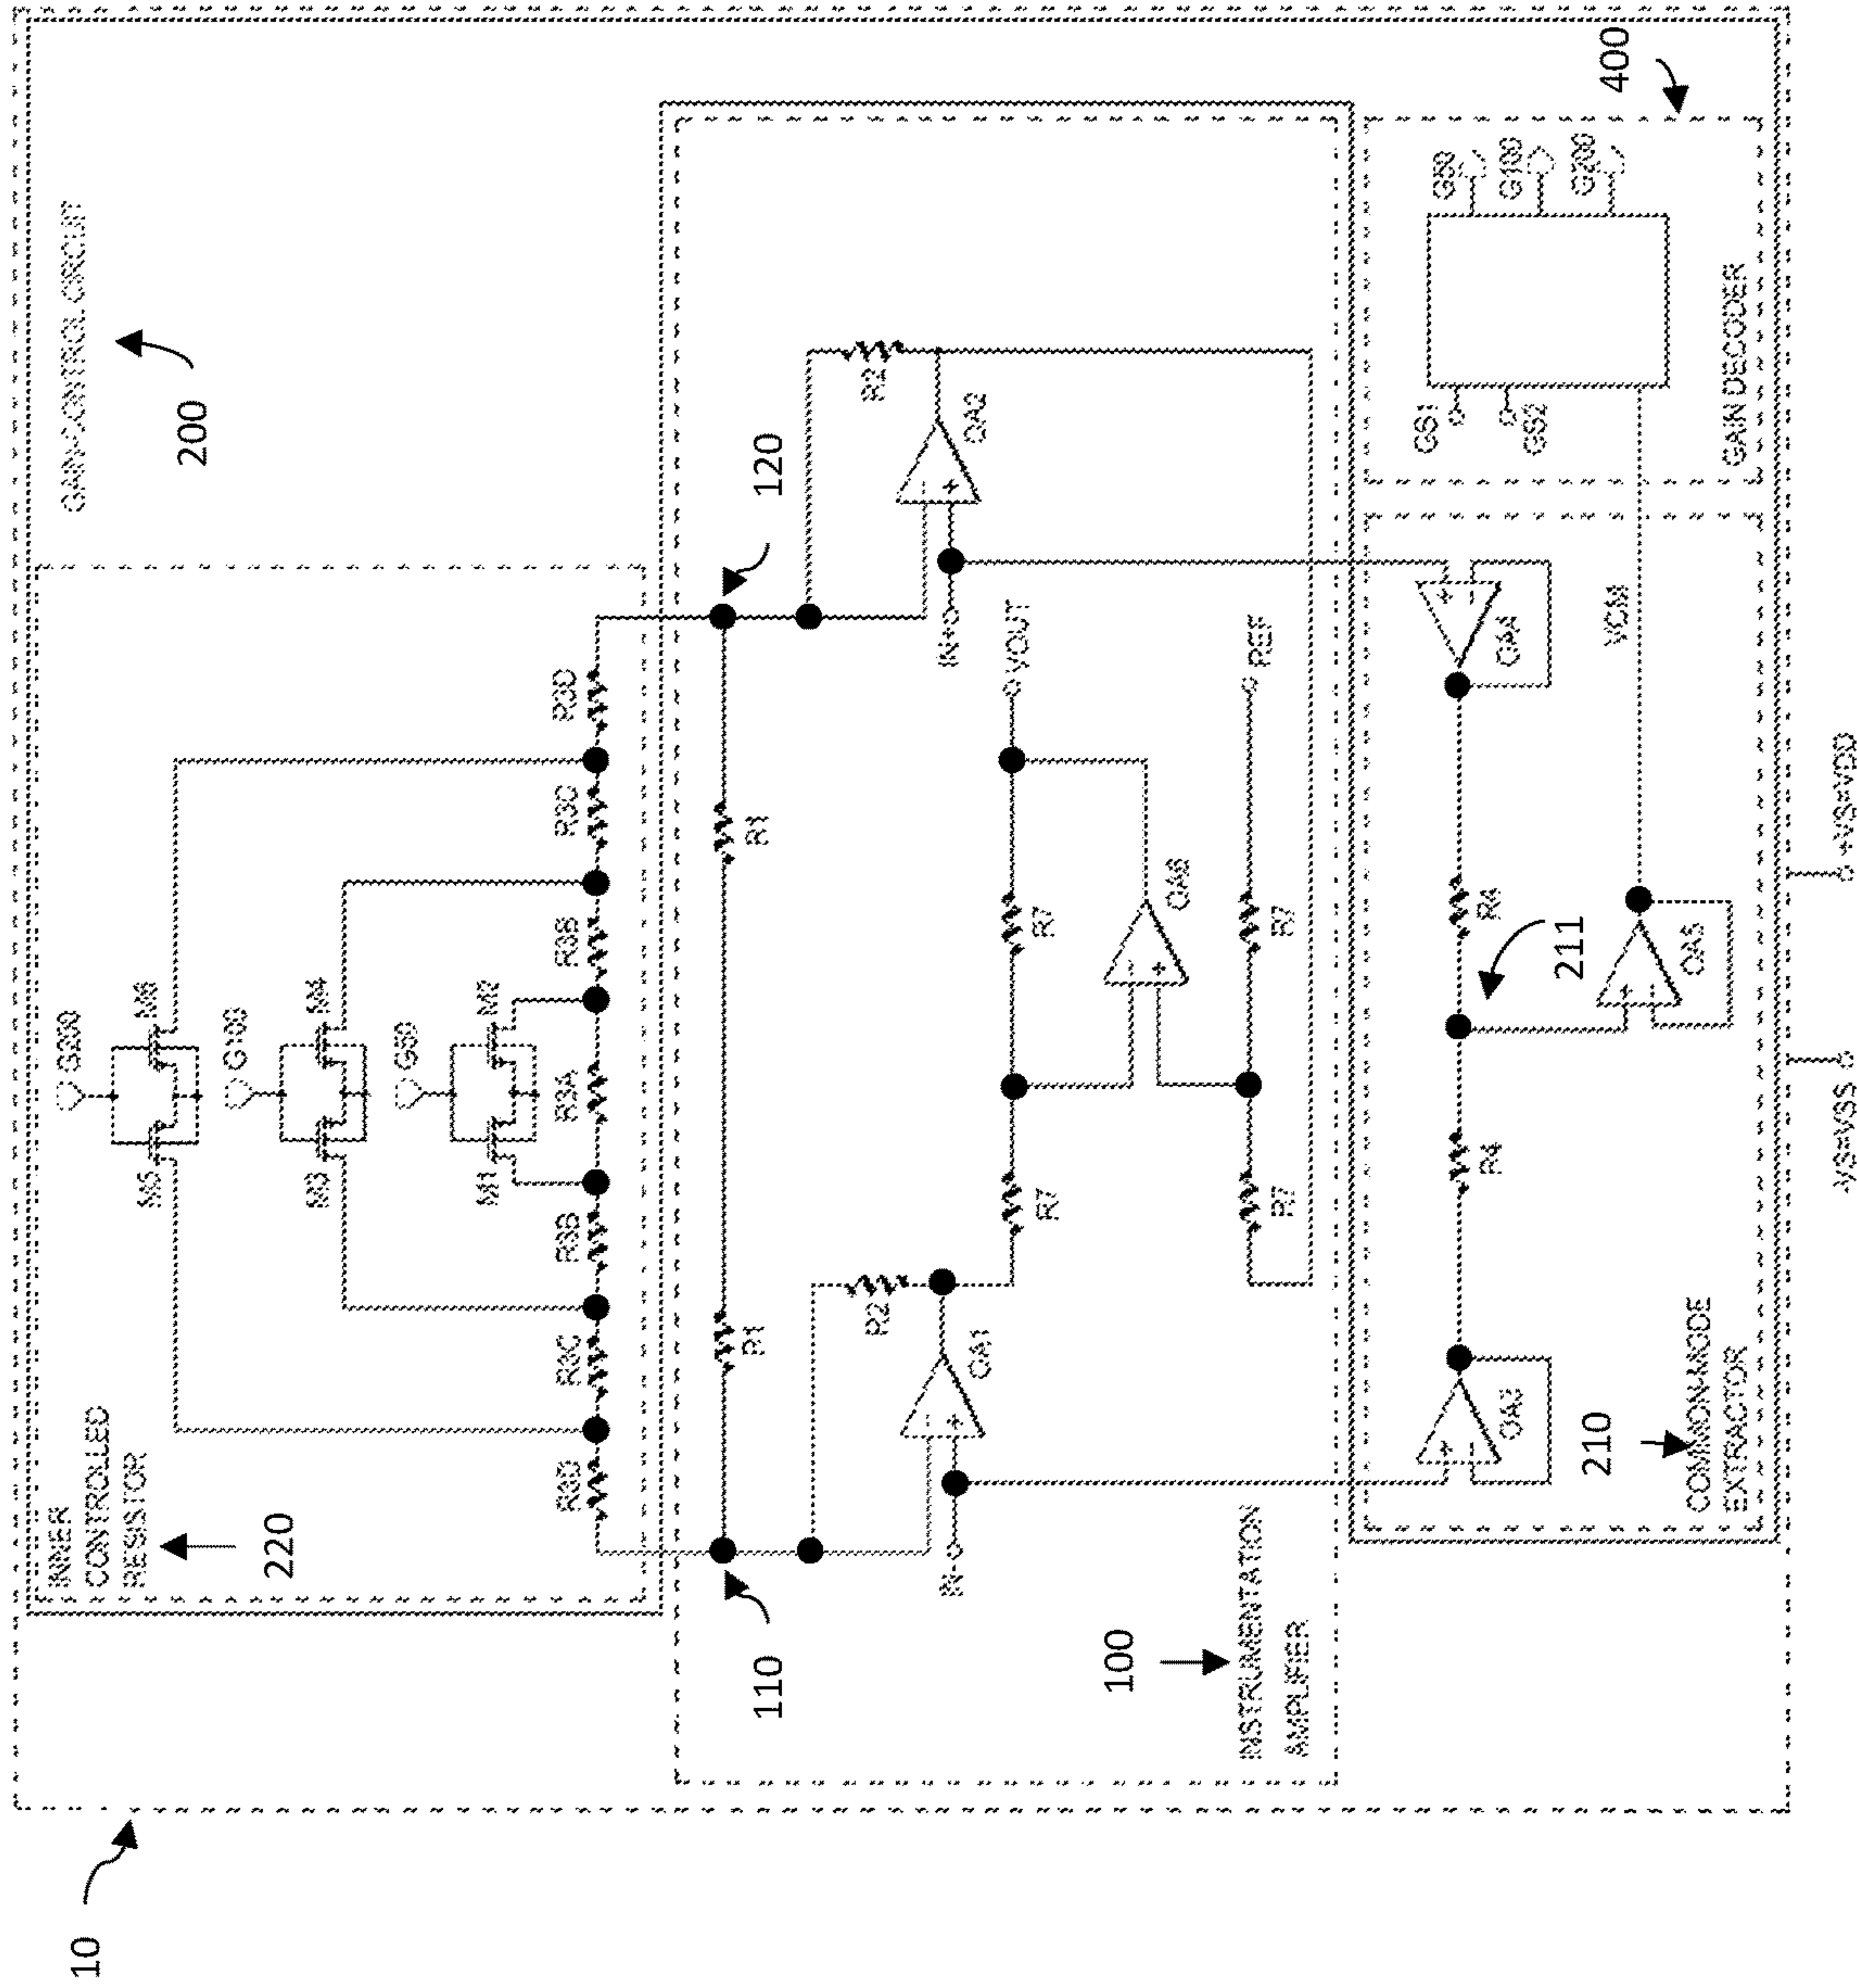 10
200
GAIN-CONTROL CIRCUIT
INNER
CONTROLLED
RESISTOR
220
G200
M5
M6
G100
M3
M4
G50
M1
M2
R3D
R3C
R3B
R3A
R3B
R3C
R3D
110
120
R1
R1
R2
R2
OA1
OA2
IN-
IN+
R7
R7
VOUT
OA6
R7
R7
REF
100
INSTRUMENTATION
AMPLIFIER
OA3
OA4
R4
R4
211
OA5
VCM
210
COMMON-MODE
EXTRACTOR
400
GS1
GS2
G50
G100
G200
GAIN DECODER
-VS=VSS
+VS=VDD